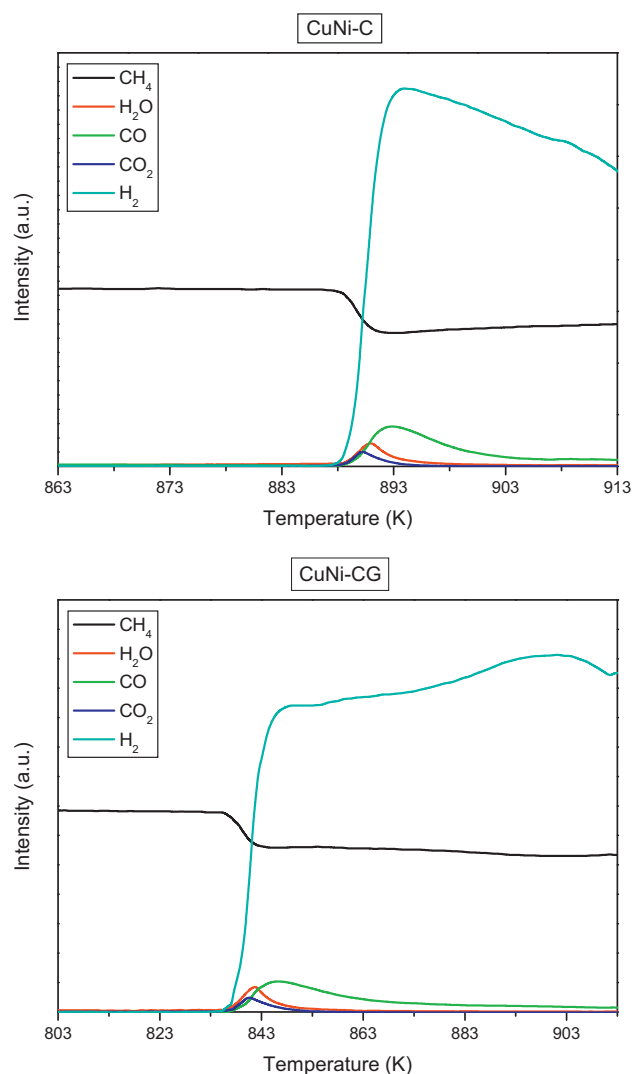 CuNi-C
CH4
H2O
CO
CO2
H2
Intensity (a.u.)
863 873 883 893 903 913
Temperature (K)
CuNi-CG
CH4
H2O
CO
CO2
H2
Intensity (a.u.)
803 823 843 863 883 903
Temperature (K)